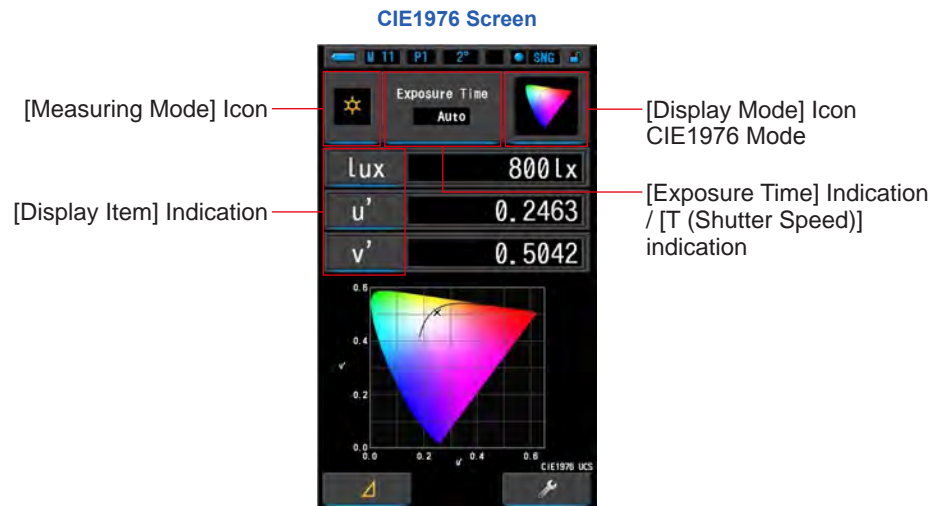 CIE1976 Screen
M 11 P1 2° SNG
[Measuring Mode] Icon
Exposure Time
Auto
[Display Mode] Icon
CIE1976 Mode
lux 800lx
[Exposure Time] Indication
/ [T (Shutter Speed)]
indication
[Display Item] Indication
u' 0.2463
v' 0.5042
0.6
0.4
v'
0.2
0.0
0.0 0.2 u' 0.4 0.6
CIE1976 UCS